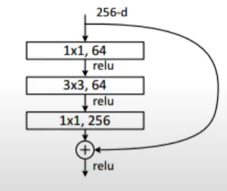 256-d
1x1, 64
relu
3x3, 64
relu
1x1, 256
+
relu